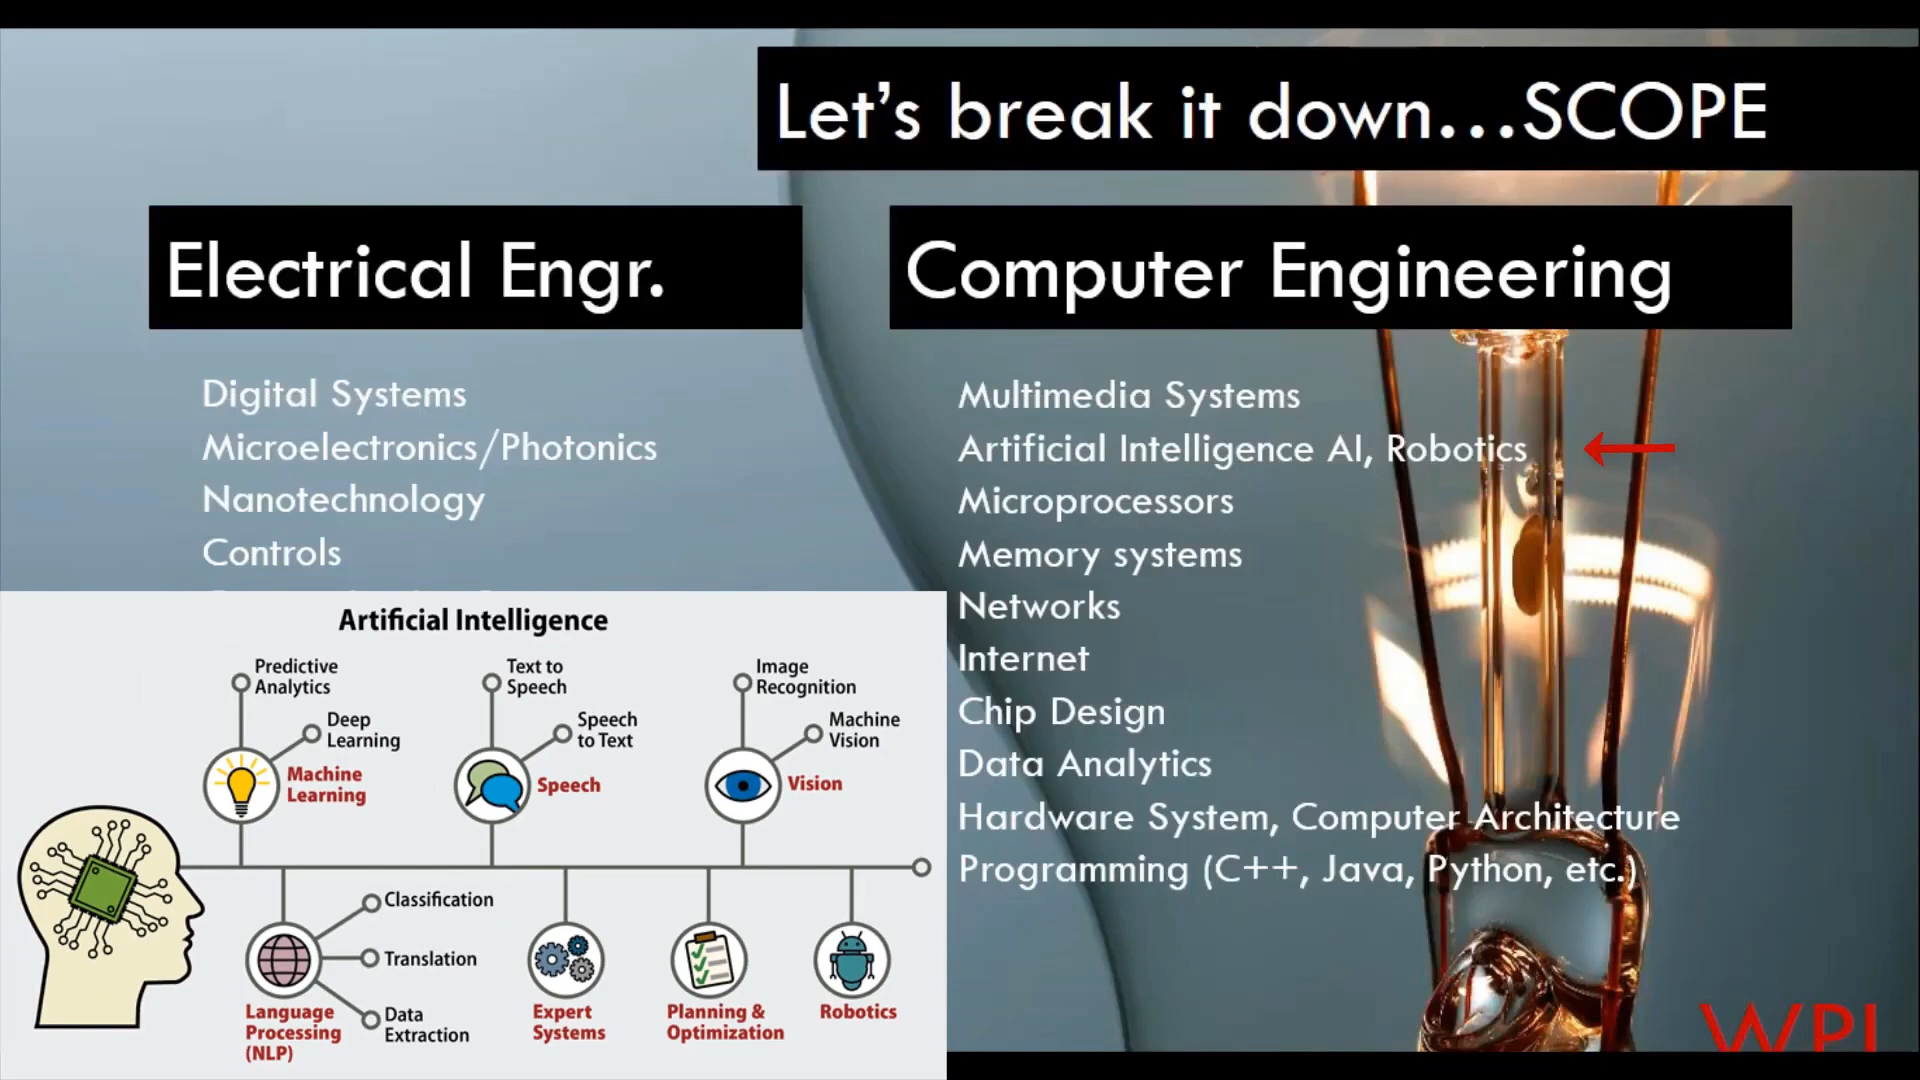 Let's break it down...SCOPE
Electrical Engr.
Digital Systems
Microelectronics/Photonics
Nanotechnology
Controls
Computer Engineering
Multimedia Systems
Artificial Intelligence AI, Robotics
Microprocessors
Memory systems
Networks
Internet
Chip Design
Data Analytics
Hardware System, Computer Architecture
Programming (C++, Java, Python, etc.)
Artificial Intelligence
Predictive
Analytics
Deep
Learning
Machine
Learning
Text to
Speech
Speech
to Text
Speech
Image
Recognition
Machine
Vision
Vision
Classification
Translation
Data
Extraction
Language
Processing
(NLP)
Expert
Systems
Planning &
Optimization
Robotics
WPI